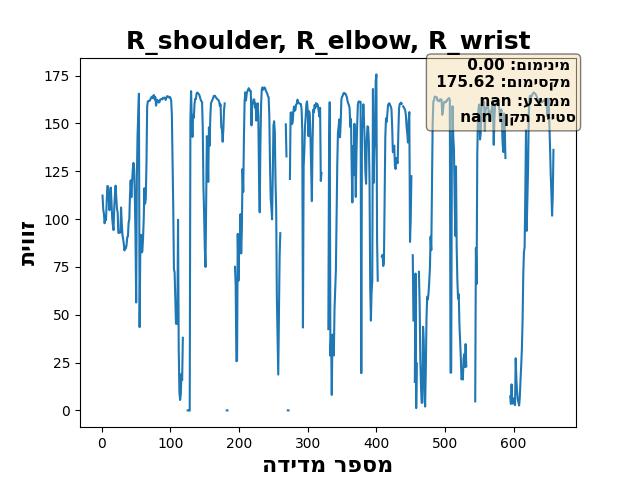 R_shoulder, R_elbow, R_wrist
מינימום: 0.00
מקסימום: 175.62
ממוצע: nan
סטיית תקן: nan
175
150
125
100
75
50
25
0
זווית
0 100 200 300 400 500 600
מספר מדידה